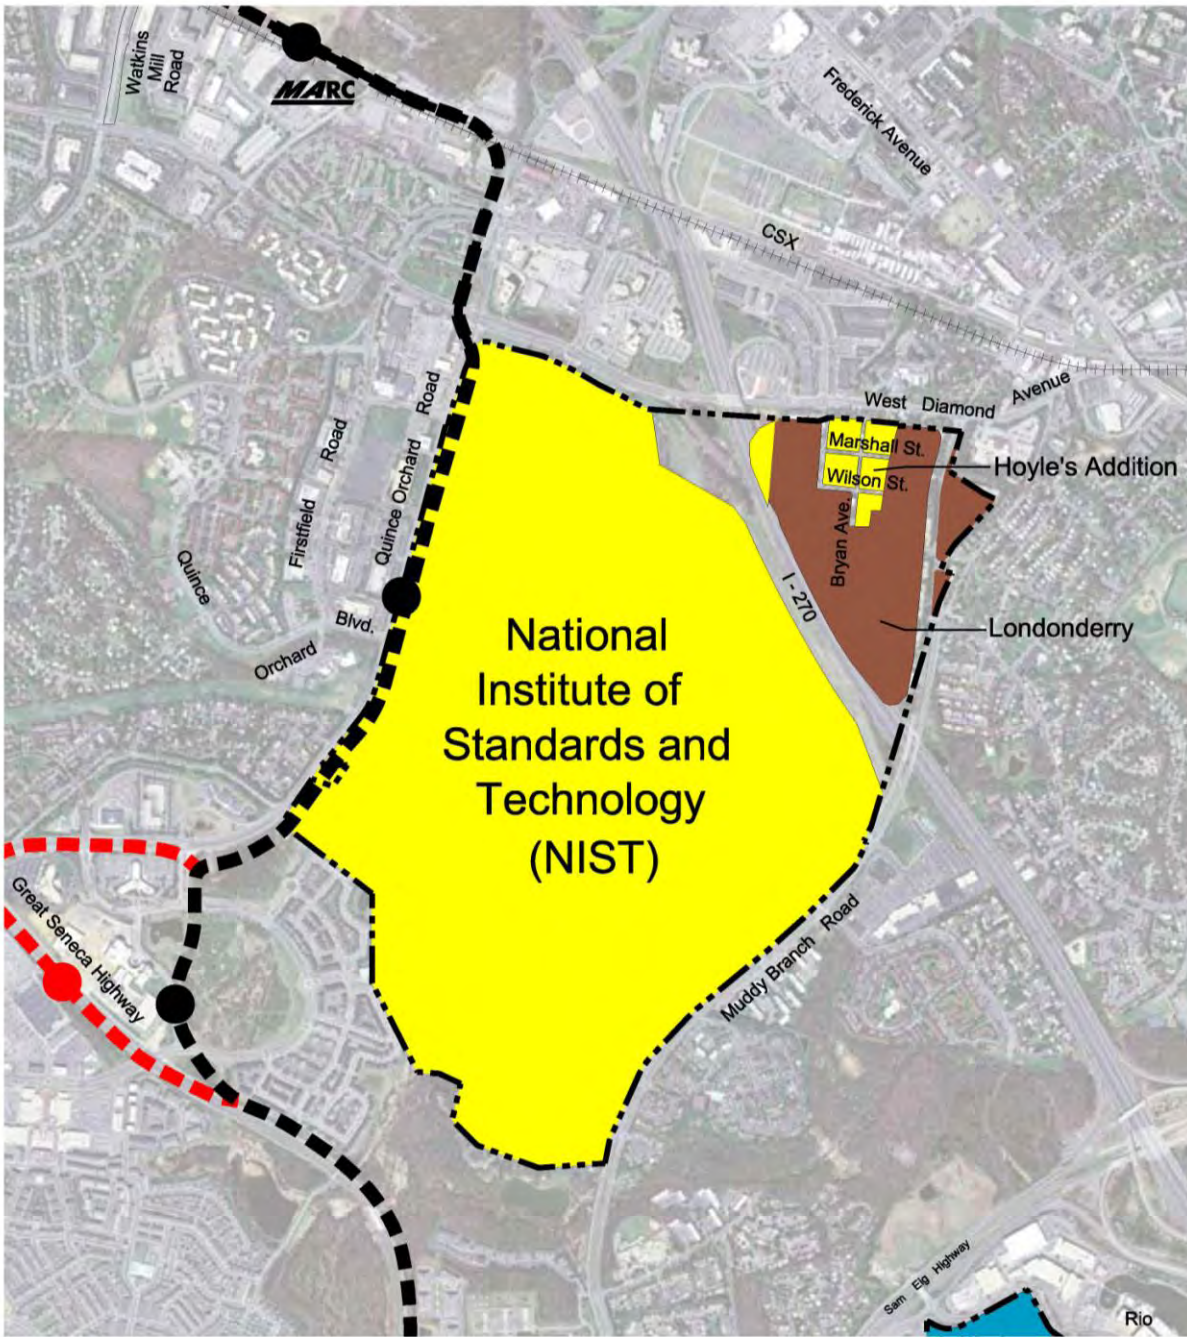 Watkins
Mill
Road
MARC
Frederick Avenue
CSX
West Diamond Avenue
Marshall St.
Hoyle's Addition
Wilson St.
Bryan Ave.
Road
Quince Orchard
Road
Firstfield
Quince
Orchard
Blvd.
I - 270
Londonderry
National
Institute of
Standards and
Technology
(NIST)
Great Seneca Highway
Muddy Branch Road
Sam Eig Highway
Rio